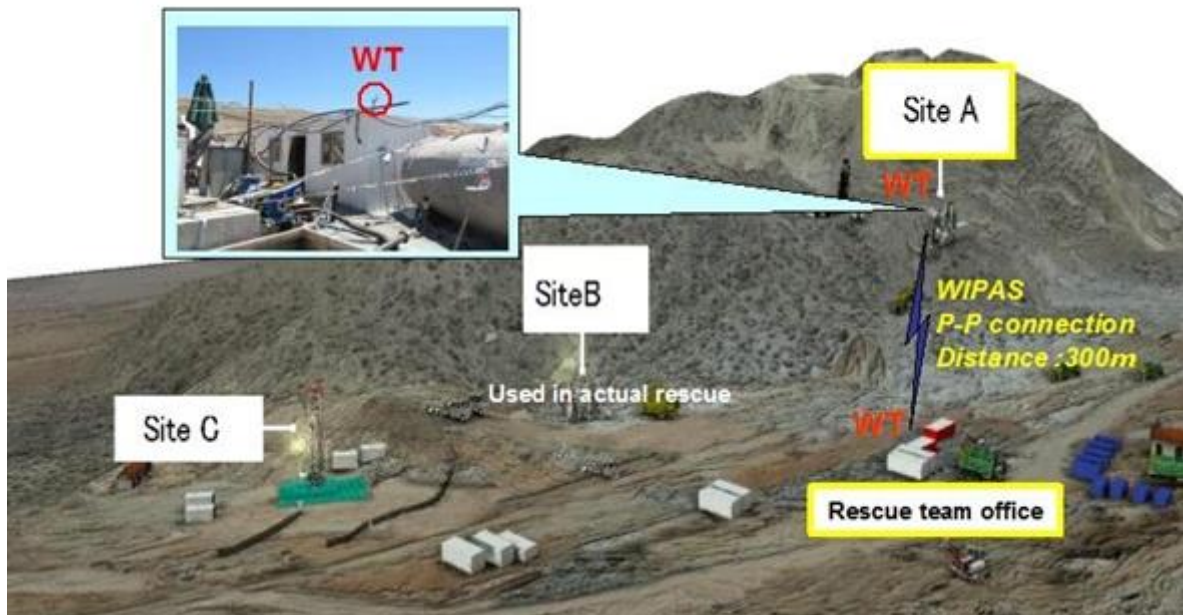 WT
Site A
WT
SiteB
WIPAS
P-P connection
Distance :300m
Used in actual rescue
Site C
WT
Rescue team office